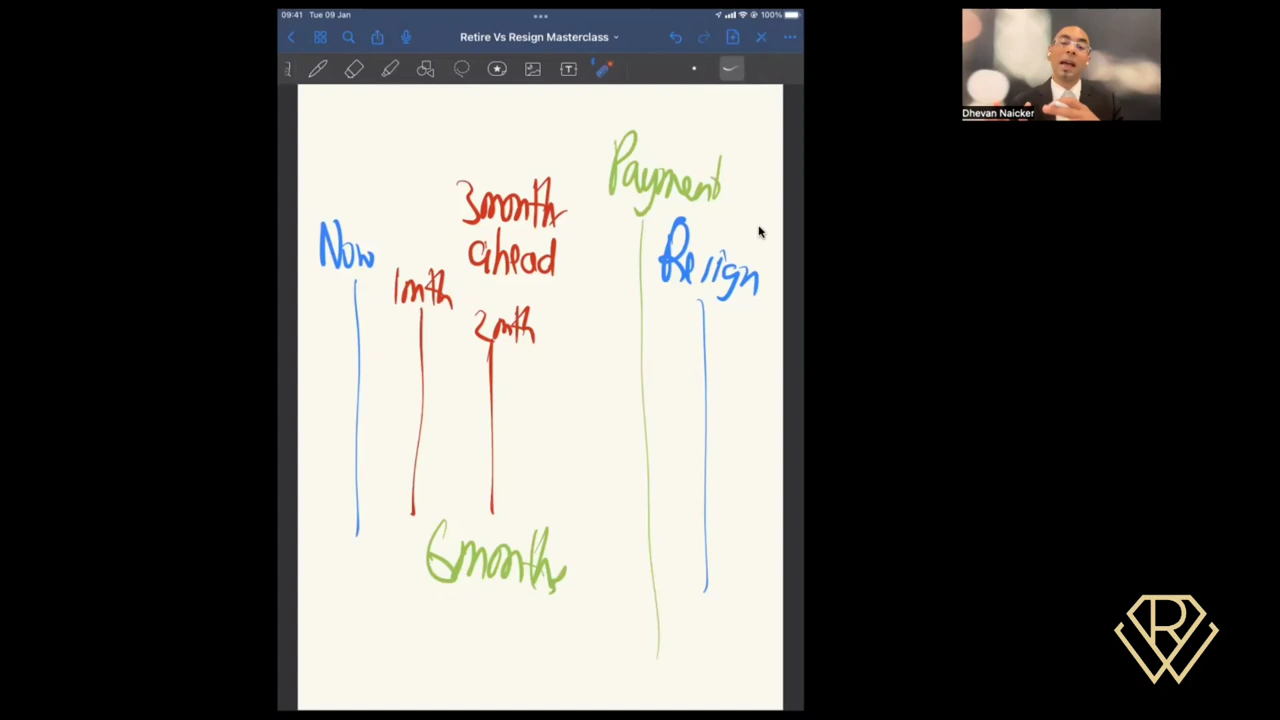 09:41 Tue 09 Jan
100%
Retire Vs Resign Masterclass
Dhevan Naicker
Payment
3month
ahead
Now
Resign
1mth
2mth
6months